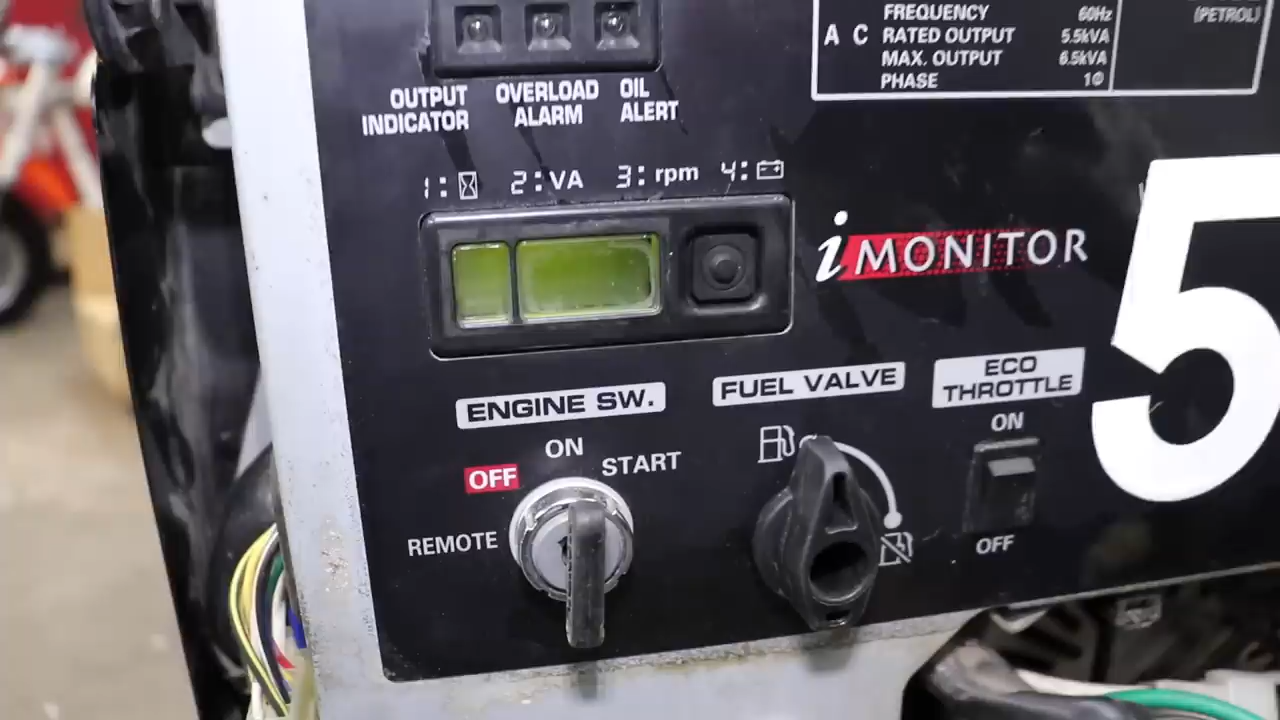 FREQUENCY 60Hz
(PETROL)
A C RATED OUTPUT 5.5kVA
MAX. OUTPUT 6.5kVA
PHASE 1Φ
OUTPUT INDICATOR
OVERLOAD ALARM
OIL ALERT
1: 2:VA 3:rpm 4:
iMONITOR
5
ENGINE SW.
FUEL VALVE
ECO THROTTLE
ON
ON
OFF
START
REMOTE
OFF